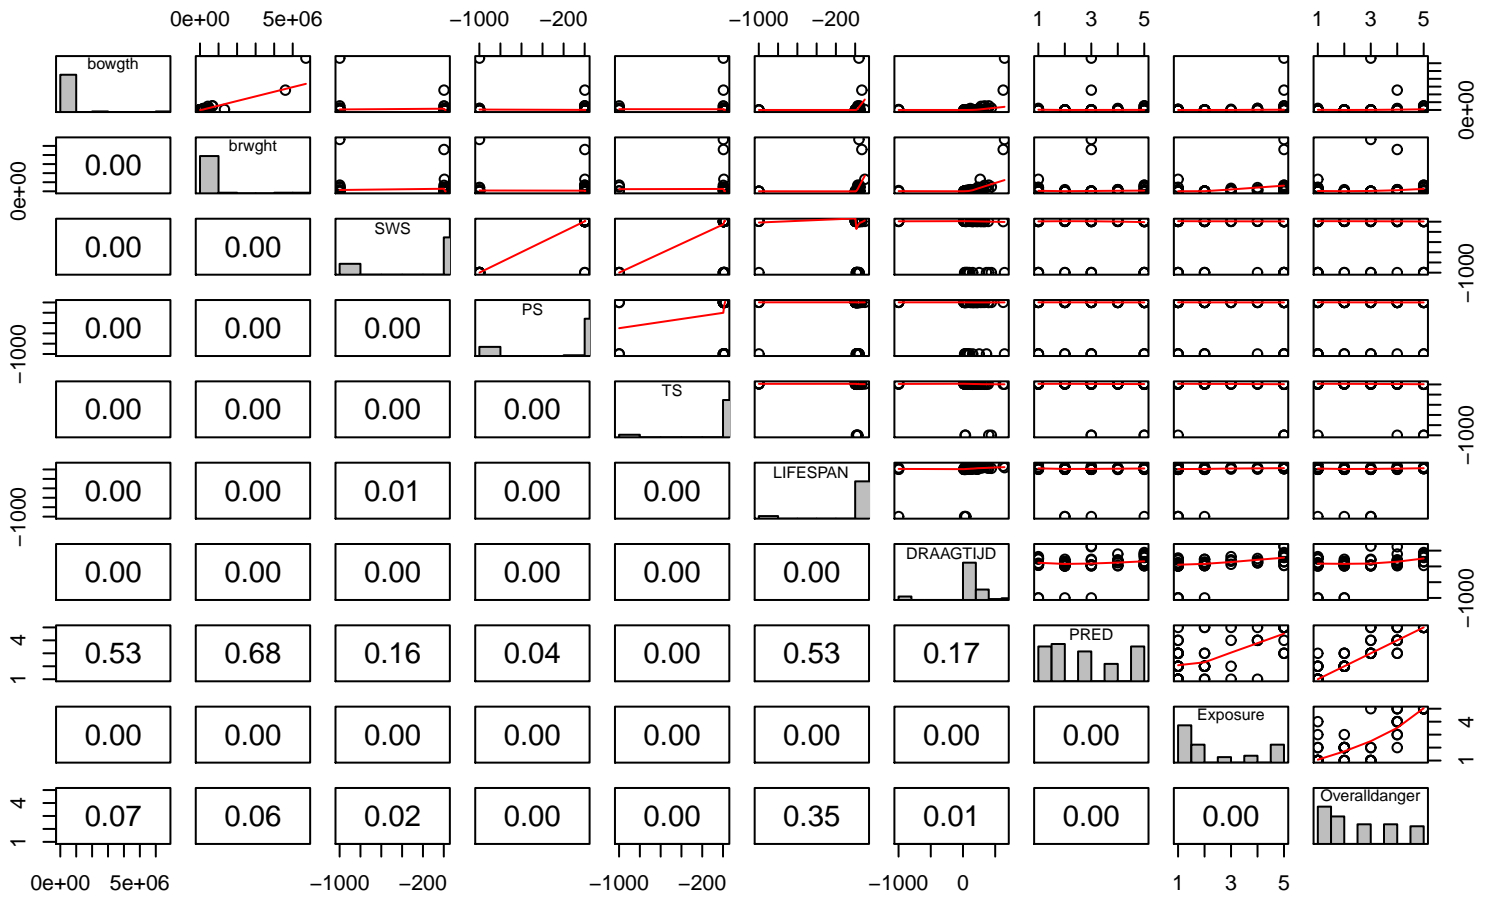 0e+00 5e+06 −1000 −200 −1000 −200 1 3 5 1 3 5
bowgth
0e+00
0.00 brwght
0e+00
0.00 0.00 SWS
−1000
0.00 0.00 0.00 PS
−1000
0.00 0.00 0.00 0.00 TS
−1000
0.00 0.00 0.01 0.00 0.00 LIFESPAN
−1000
0.00 0.00 0.00 0.00 0.00 0.00 DRAAGTIJD
−1000
1 4 0.53 0.68 0.16 0.04 0.00 0.53 0.17 PRED
0.00 0.00 0.00 0.00 0.00 0.00 0.00 0.00 Exposure 1 4
1 4 0.07 0.06 0.02 0.00 0.00 0.35 0.01 0.00 0.00 Overalldanger
0e+00 5e+06 −1000 −200 −1000 −200 −1000 0 1 3 5